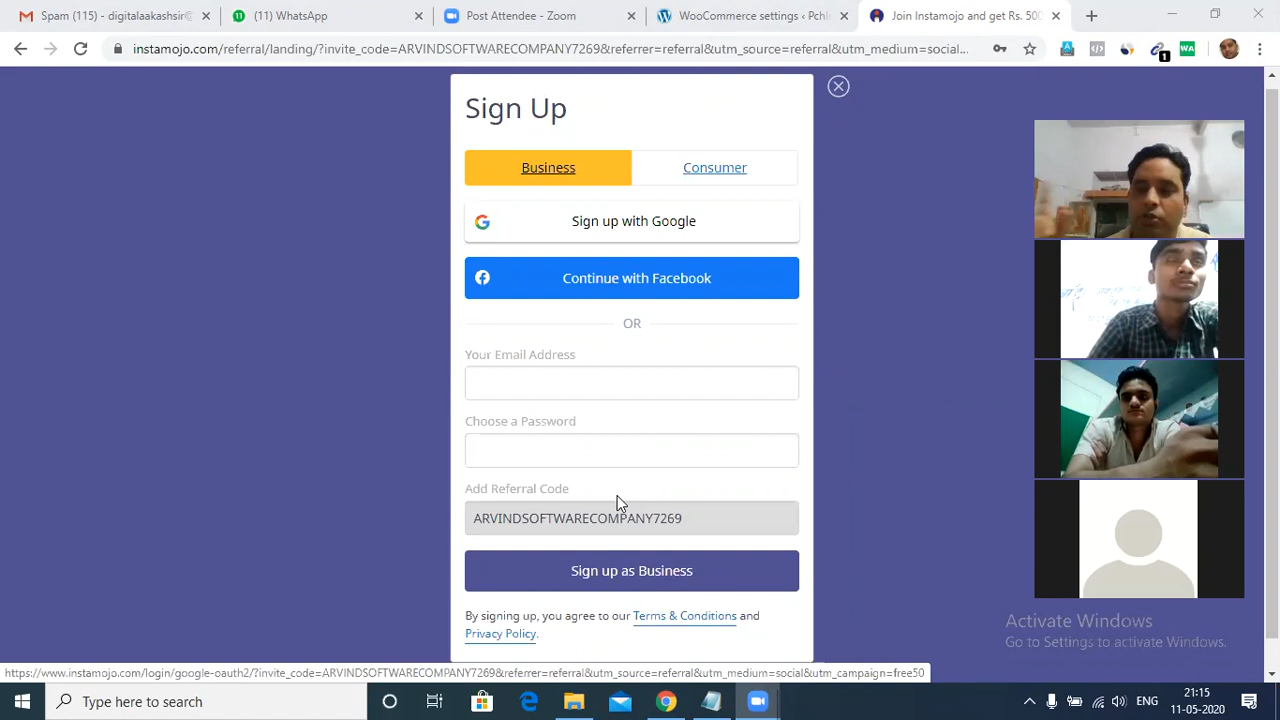 Spam (115) - digitalaakashe
(11) WhatsApp
Post Attendee - Zoom
WooCommerce settings ‹ Pchin
Join Instamojo and get Rs. 500
instamojo.com/referral/landing/?invite_code=ARVINDSOFTWARECOMPANY7269&referrer=referral&utm_source=referral&utm_medium=social...
1
WA
Sign Up
Business
Consumer
Sign up with Google
Continue with Facebook
OR
Your Email Address
Choose a Password
Add Referral Code
ARVINDSOFTWARECOMPANY7269
Sign up as Business
By signing up, you agree to our Terms & Conditions and
Privacy Policy.
Activate Windows
Go to Settings to activate Windows.
https://www.instamojo.com/login/google-oauth2/?invite_code=ARVINDSOFTWARECOMPANY7269&referrer=referral&utm_source=referral&utm_medium=social&utm_campaign=free50
Type here to search
ENG
21:15
11-05-2020